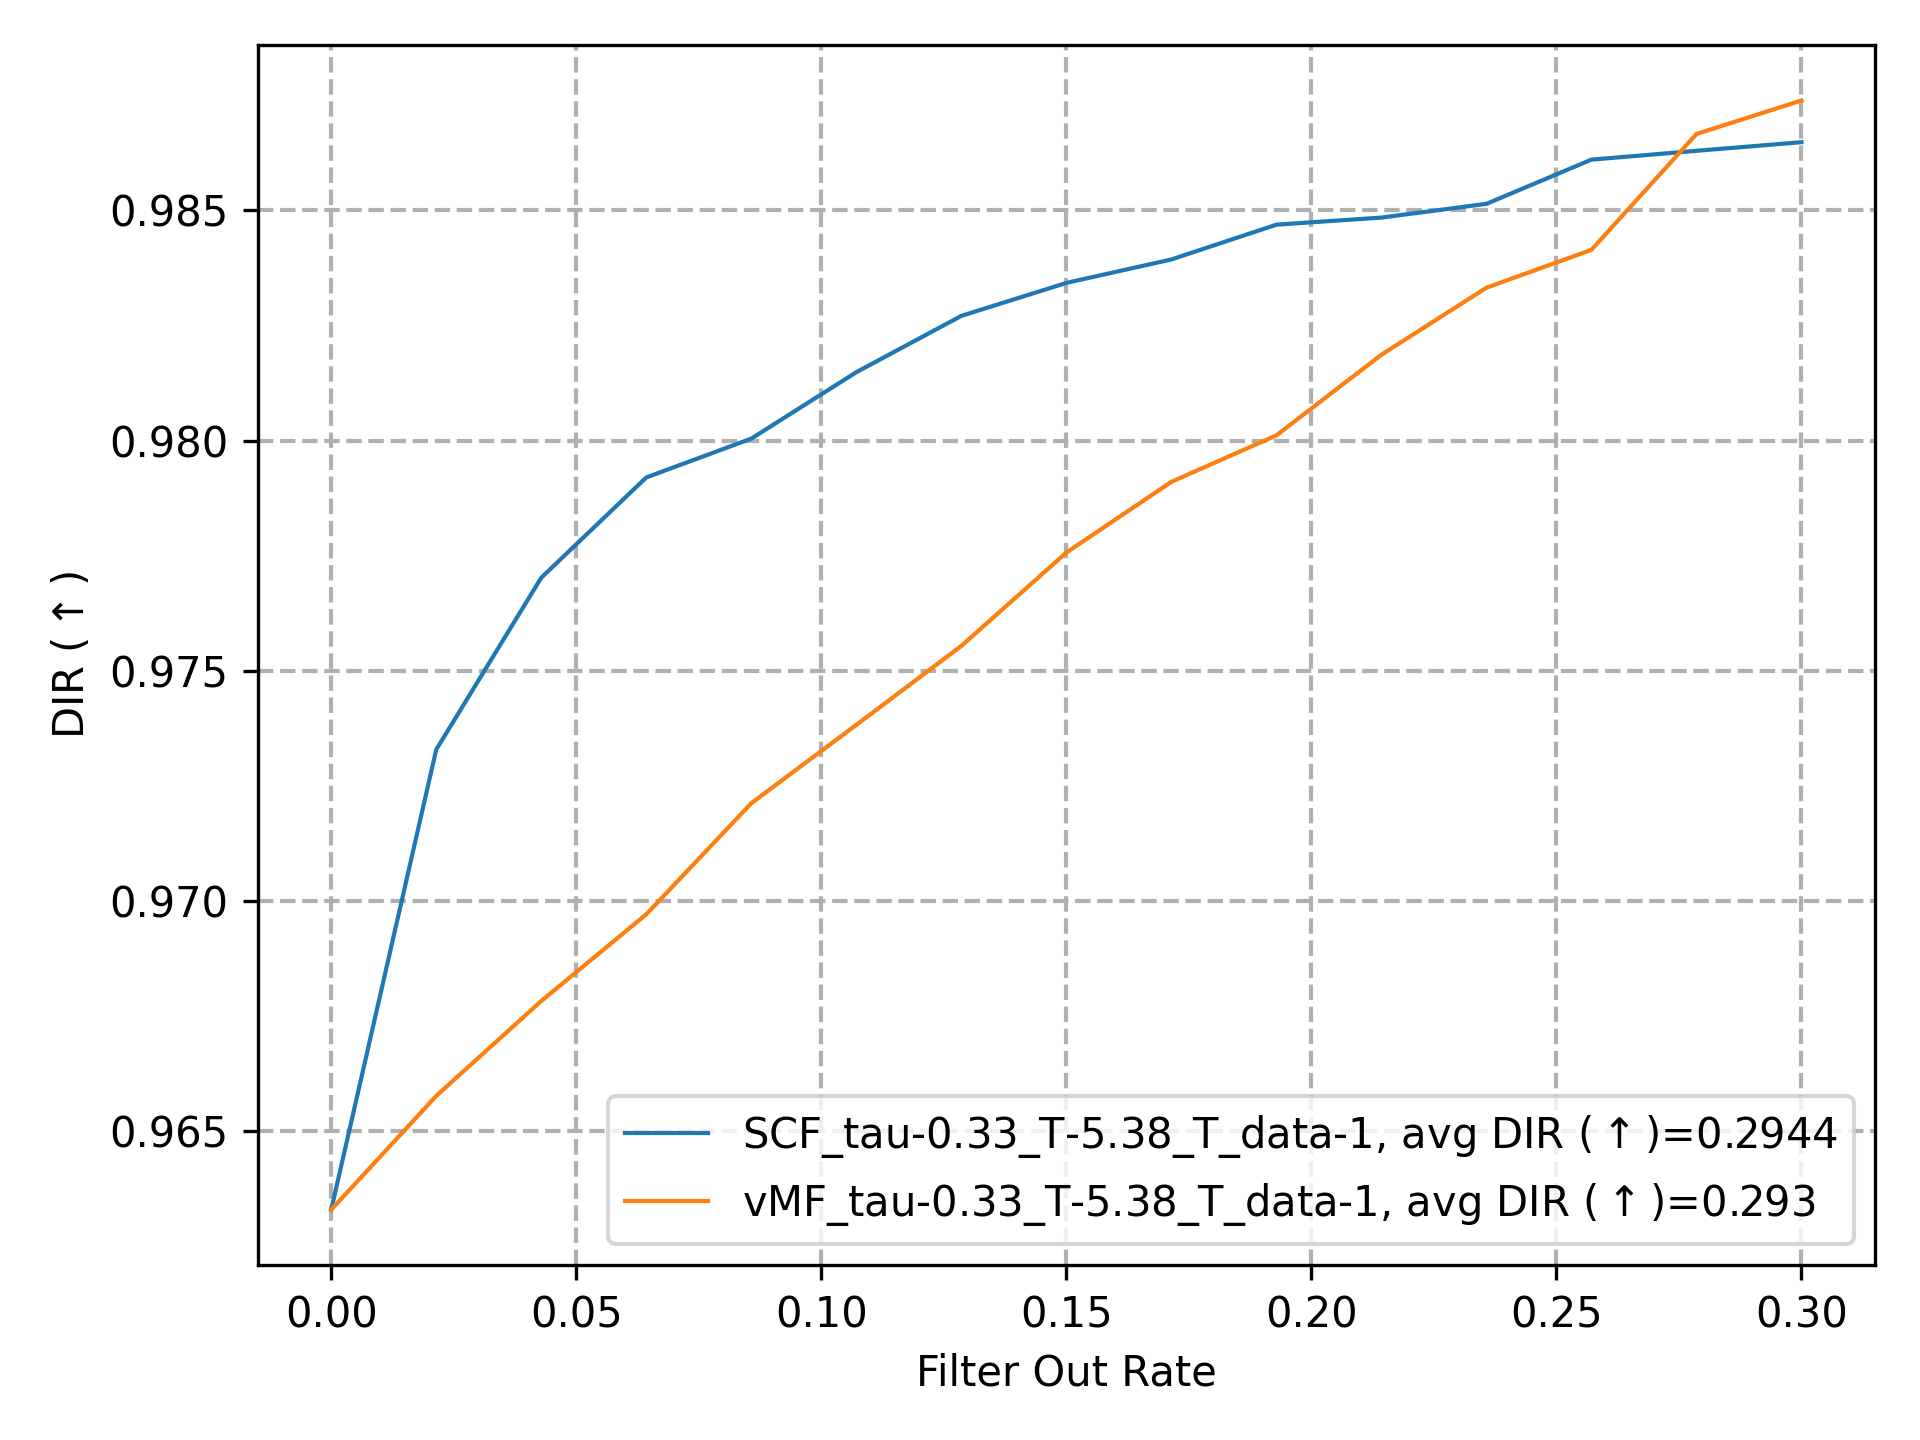 0.985
0.980
0.975
0.970
0.965
DIR (↑)
SCF_tau-0.33_T-5.38_T_data-1, avg DIR (↑)=0.2944
vMF_tau-0.33_T-5.38_T_data-1, avg DIR (↑)=0.293
0.00 0.05 0.10 0.15 0.20 0.25 0.30
Filter Out Rate